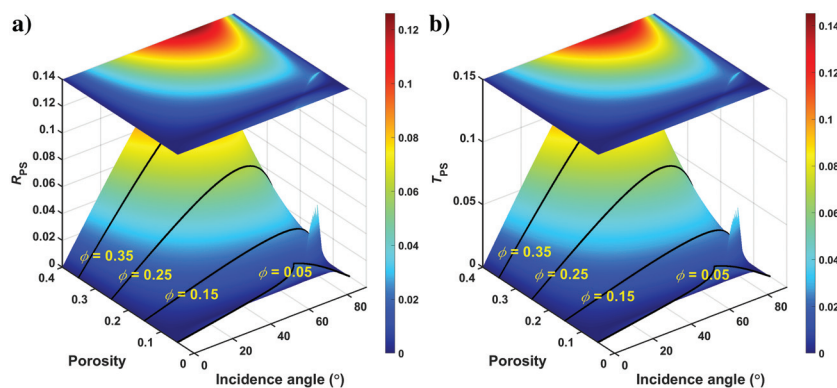 a)
0.14
0.12
0.1
0.08
0.06
0.04
0.02
0
R_PS
0.4
0.3
0.2
0.1
0
Porosity
0
20
40
60
80
Incidence angle (°)
ϕ = 0.35
ϕ = 0.25
ϕ = 0.15
ϕ = 0.05
0.12
0.10
0.08
0.06
0.04
0.02
0
b)
0.15
0.1
0.05
0
T_PS
0.4
0.3
0.2
0.1
0
Porosity
0
20
40
60
80
Incidence angle (°)
ϕ = 0.35
ϕ = 0.25
ϕ = 0.15
ϕ = 0.05
0.14
0.12
0.10
0.08
0.06
0.04
0.02
0